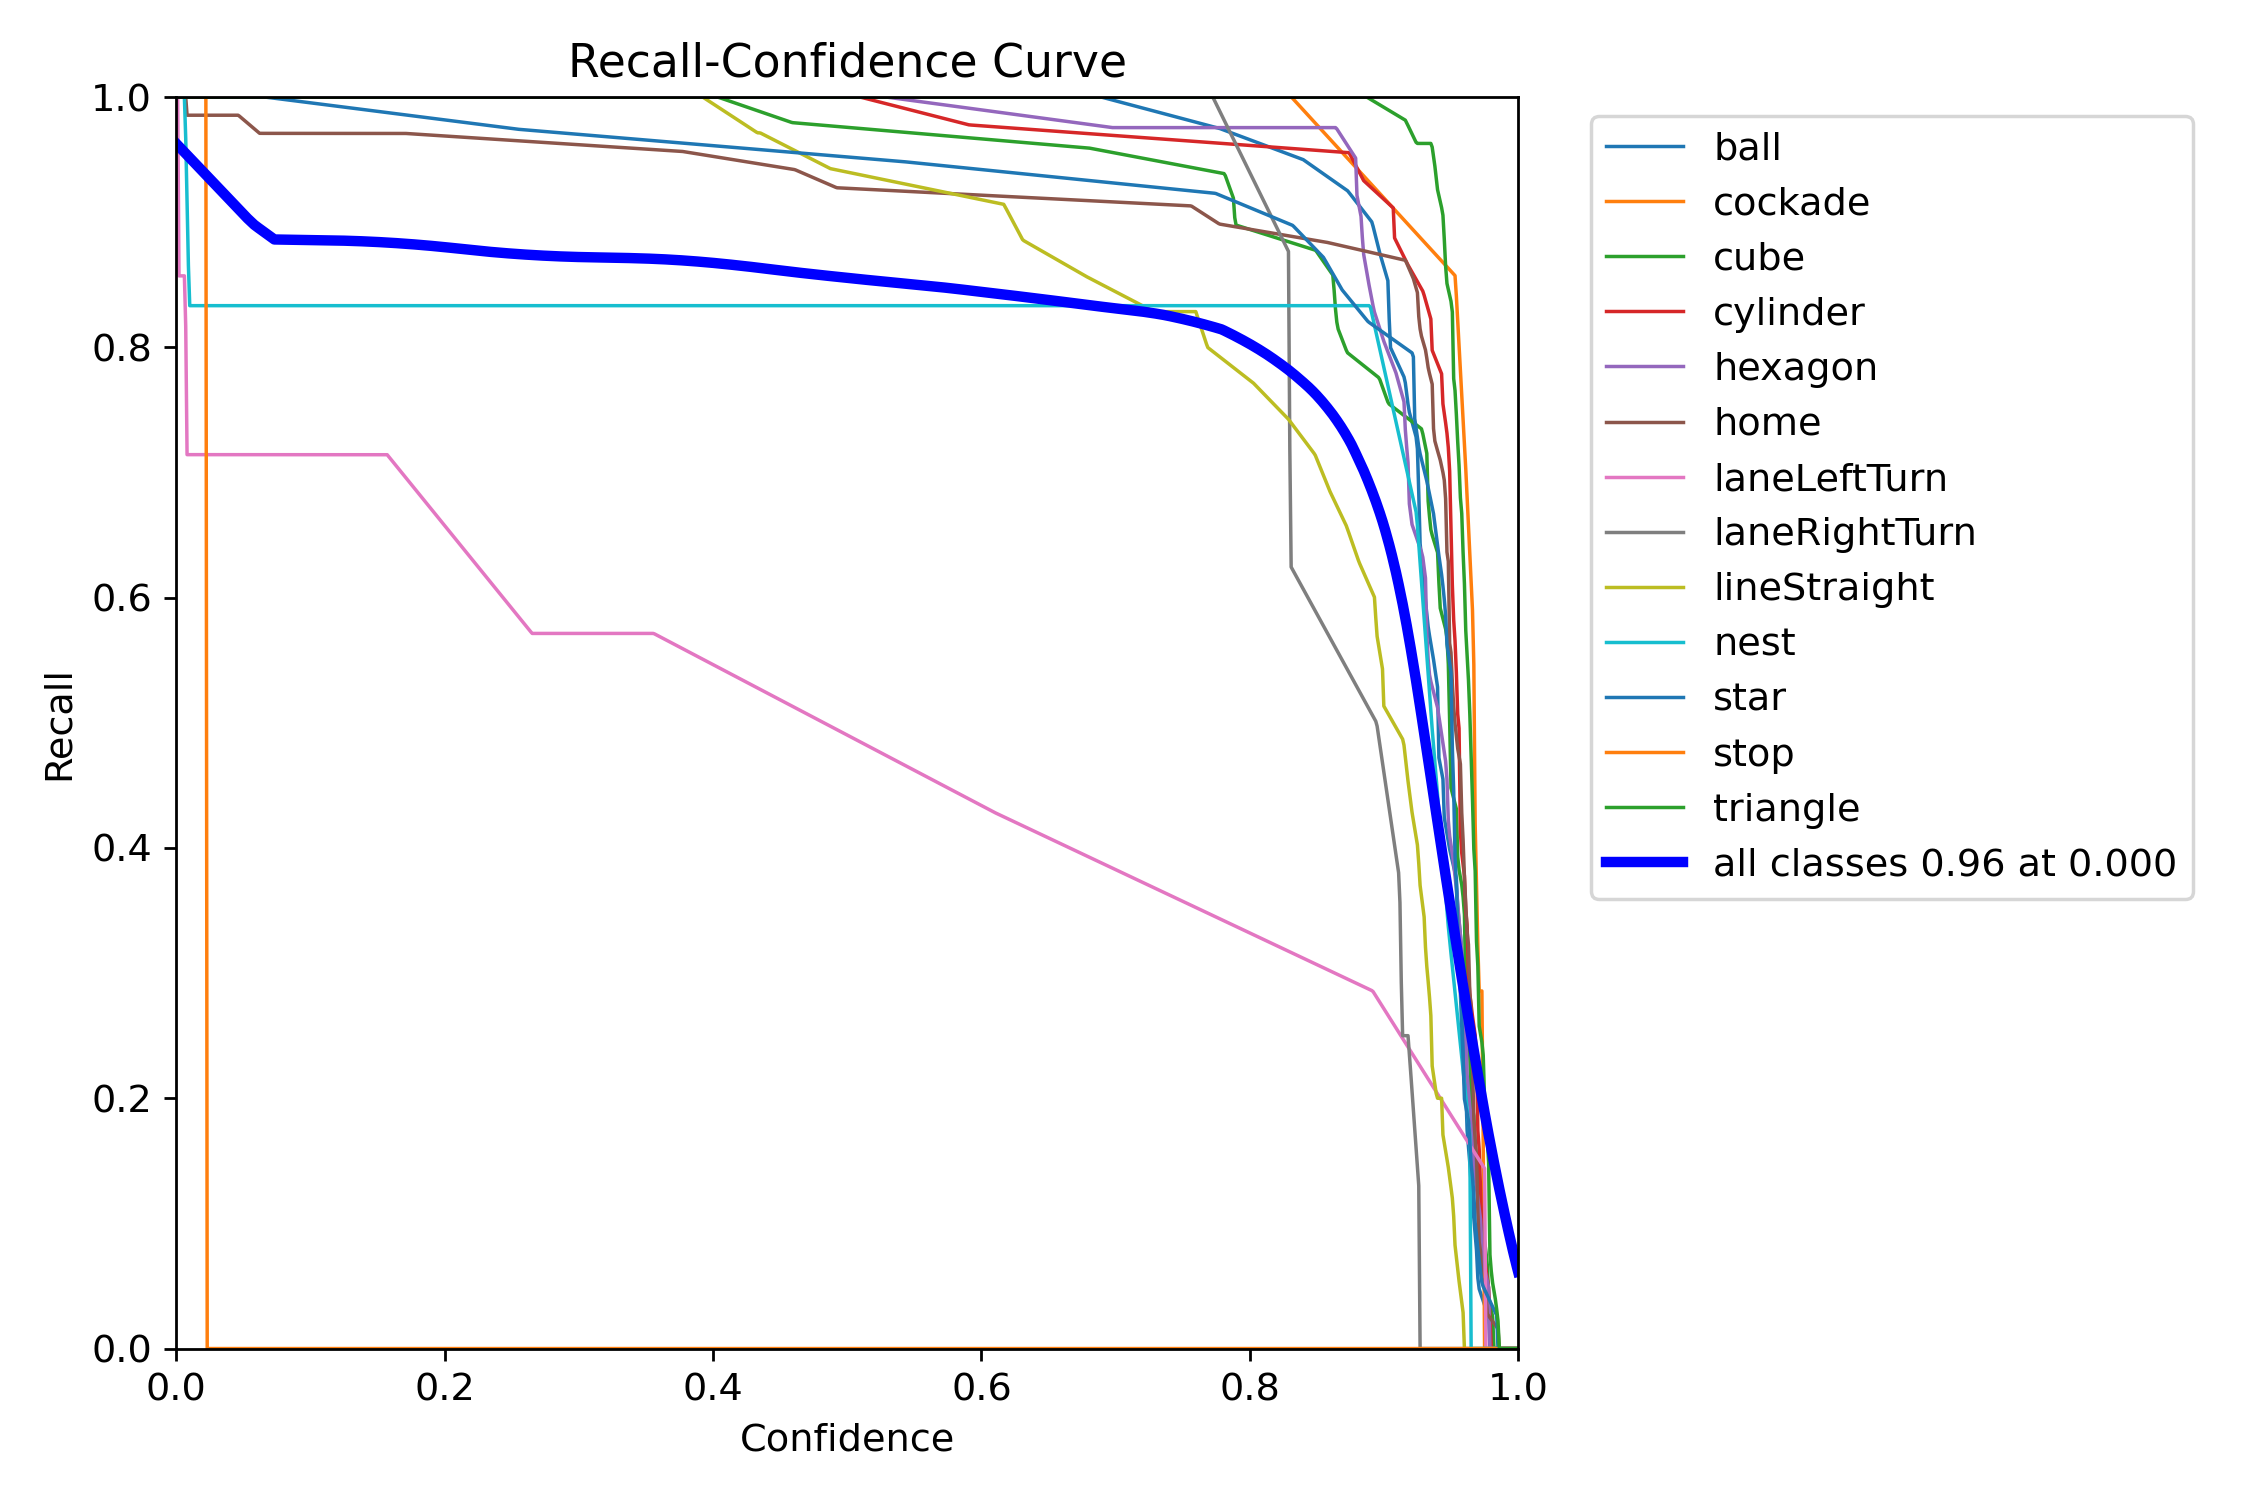 Recall-Confidence Curve
1.0
0.8
0.6
0.4
0.2
0.0
Recall
0.0 0.2 0.4 0.6 0.8 1.0
Confidence
ball
cockade
cube
cylinder
hexagon
home
laneLeftTurn
laneRightTurn
lineStraight
nest
star
stop
triangle
all classes 0.96 at 0.000